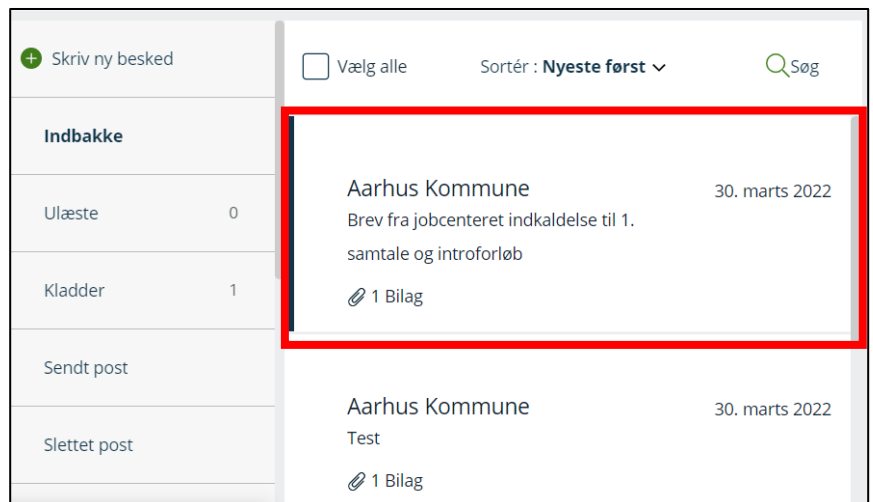 Skriv ny besked
Indbakke
Ulæste 0
Kladder 1
Sendt post
Slettet post
Vælg alle Sortér : Nyeste først Søg
Aarhus Kommune 30. marts 2022
Brev fra jobcenteret indkaldelse til 1.
samtale og introforløb
1 Bilag
Aarhus Kommune 30. marts 2022
Test
1 Bilag